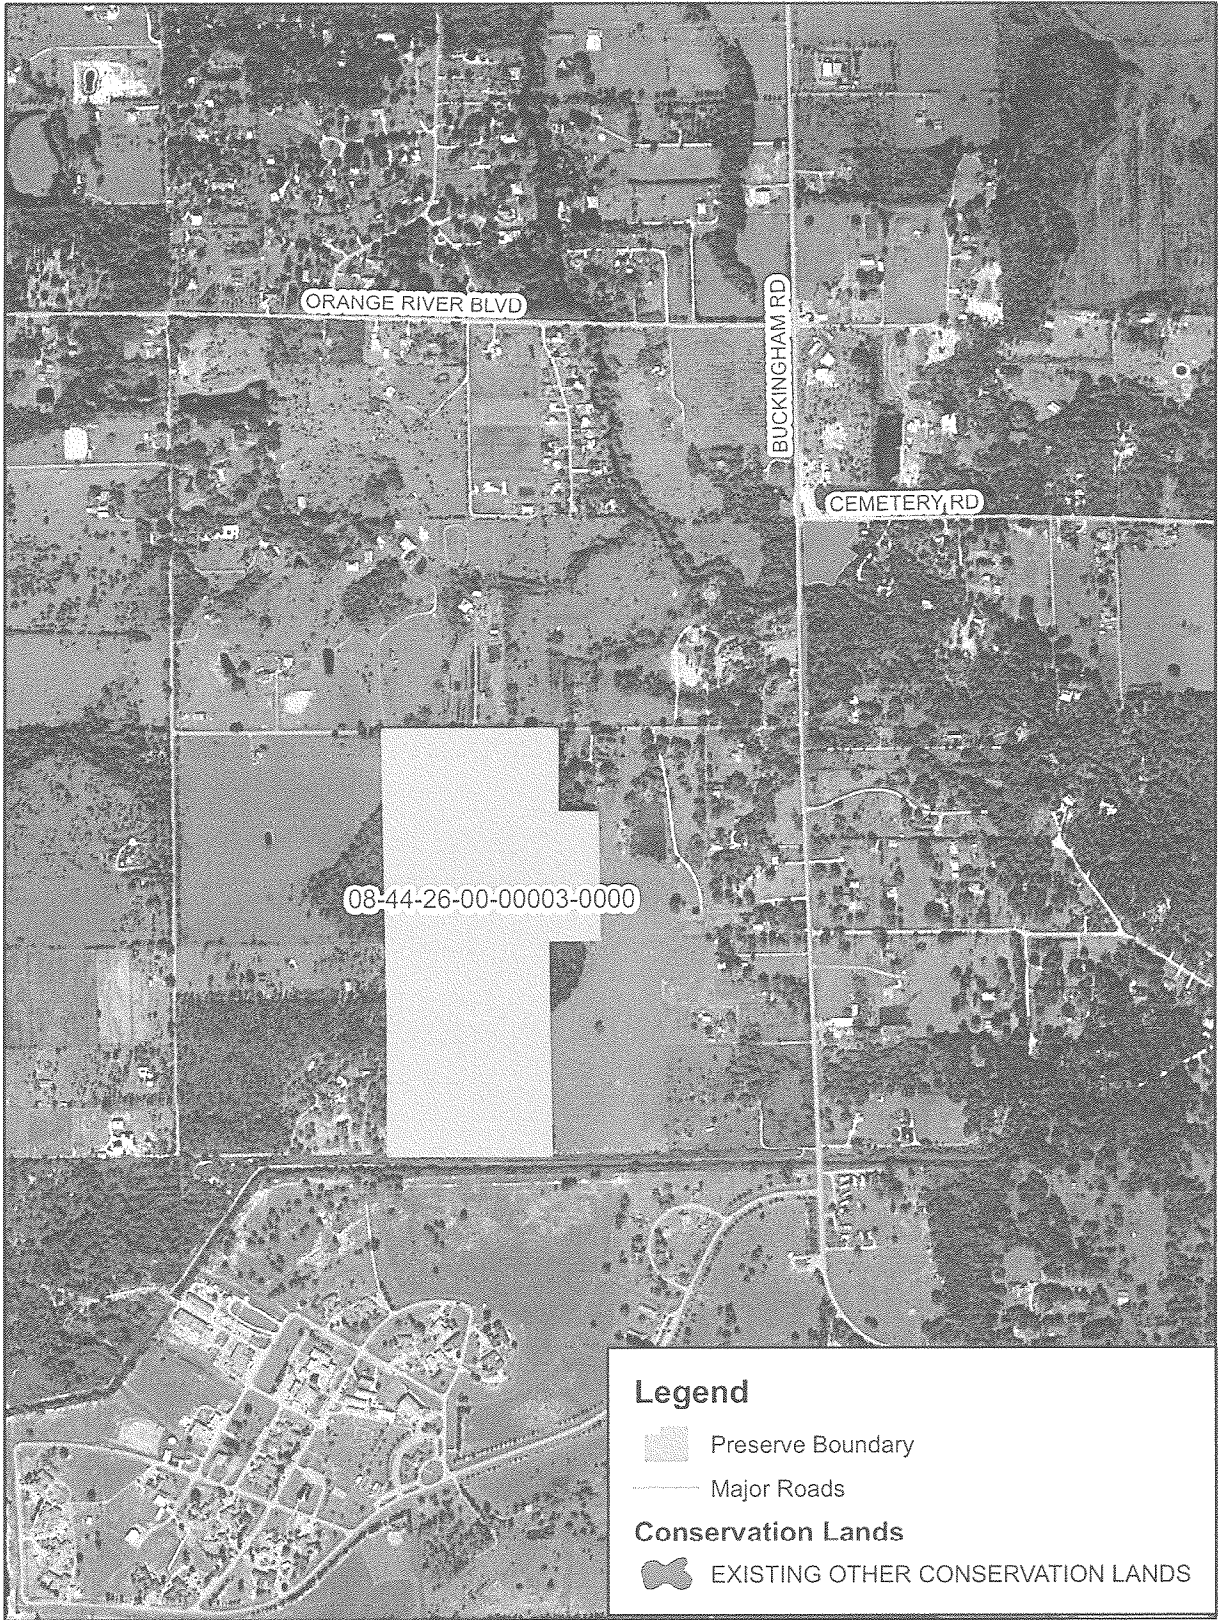 ORANGE RIVER BLVD
BUCKINGHAM RD
CEMETERY RD
08-44-26-00-00003-0000
Legend
Preserve Boundary
Major Roads
Conservation Lands
EXISTING OTHER CONSERVATION LANDS